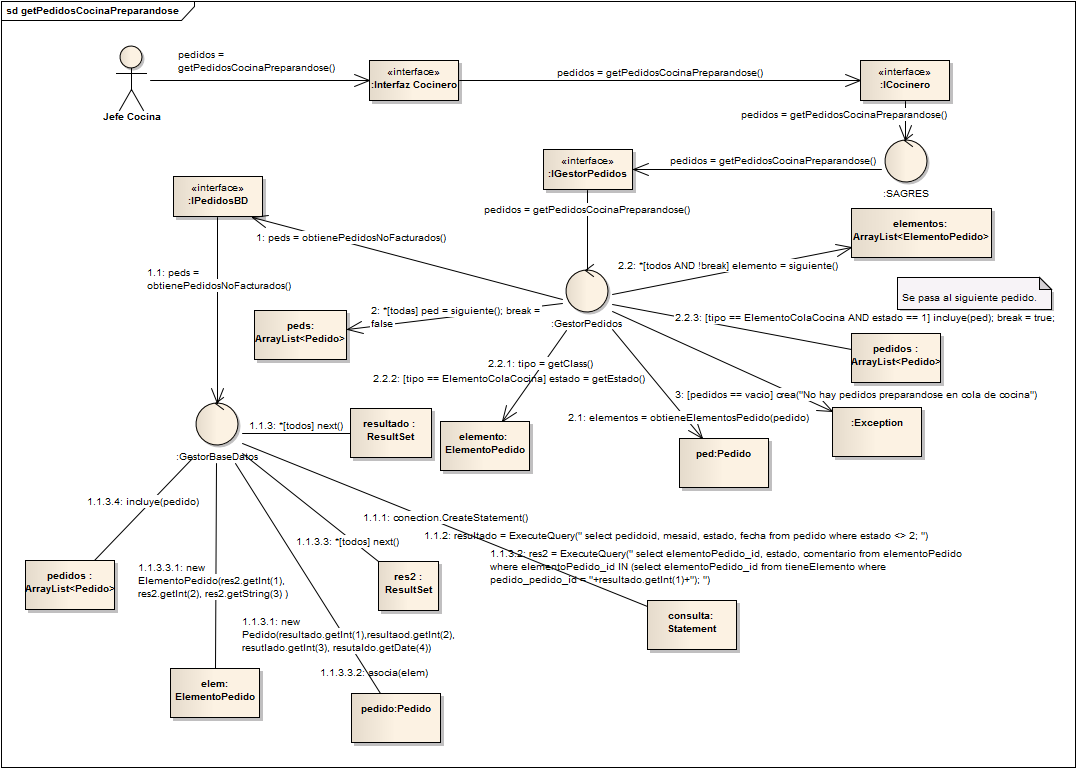 sd getPedidosCocinaPreparandose
pedidos =
getPedidosCocinaPreparandose()
Jefe Cocina
«interface»
:Interfaz Cocinero
pedidos = getPedidosCocinaPreparandose()
«interface»
:ICocinero
pedidos = getPedidosCocinaPreparandose()
:SAGRES
pedidos = getPedidosCocinaPreparandose()
«interface»
:IGestorPedidos
pedidos = getPedidosCocinaPreparandose()
«interface»
:IPedidosBD
1: peds = obtienePedidosNoFacturados()
1.1: peds =
obtienePedidosNoFacturados()
elementos:
ArrayList<ElementoPedido>
2.2: *[todos AND !break] elemento = siguiente()
Se pasa al siguiente pedido.
:GestorPedidos
2: *[todas] ped = siguiente(); break =
false
peds:
ArrayList<Pedido>
2.2.3: [tipo == ElementoColaCocina AND estado == 1] incluye(ped); break = true;
pedidos :
ArrayList<Pedido>
2.2.1: tipo = getClass()
2.2.2: [tipo == ElementoColaCocina] estado = getEstado()
3: [pedidos == vacio] crea("No hay pedidos preparandose en cola de cocina")
2.1: elementos = obtieneElementosPedido(pedido)
:Exception
elemento:
ElementoPedido
ped:Pedido
1.1.3: *[todos] next()
resultado :
ResultSet
:GestorBaseDatos
1.1.3.4: incluye(pedido)
1.1.1: conection.CreateStatement()
1.1.2: resultado = ExecuteQuery(" select pedidoid, mesaid, estado, fecha from pedido where estado <> 2; ")
1.1.3.3: *[todos] next()
1.1.3.2: res2 = ExecuteQuery(" select elementoPedido_id, estado, comentario from elementoPedido
where elementoPedido_id IN (select elementoPedido_id from tieneElemento where
pedido_pedido_id = "+resultado.getInt(1)+"); ")
pedidos :
ArrayList<Pedido>
1.1.3.3.1: new
ElementoPedido(res2.getInt(1),
res2.getInt(2), res2.getString(3) )
res2 :
ResultSet
consulta:
Statement
1.1.3.1: new
Pedido(resultado.getInt(1),resultaod.getInt(2),
resutlado.getInt(3), resutaldo.getDate(4))
1.1.3.3.2: asocia(elem)
elem:
ElementoPedido
pedido:Pedido